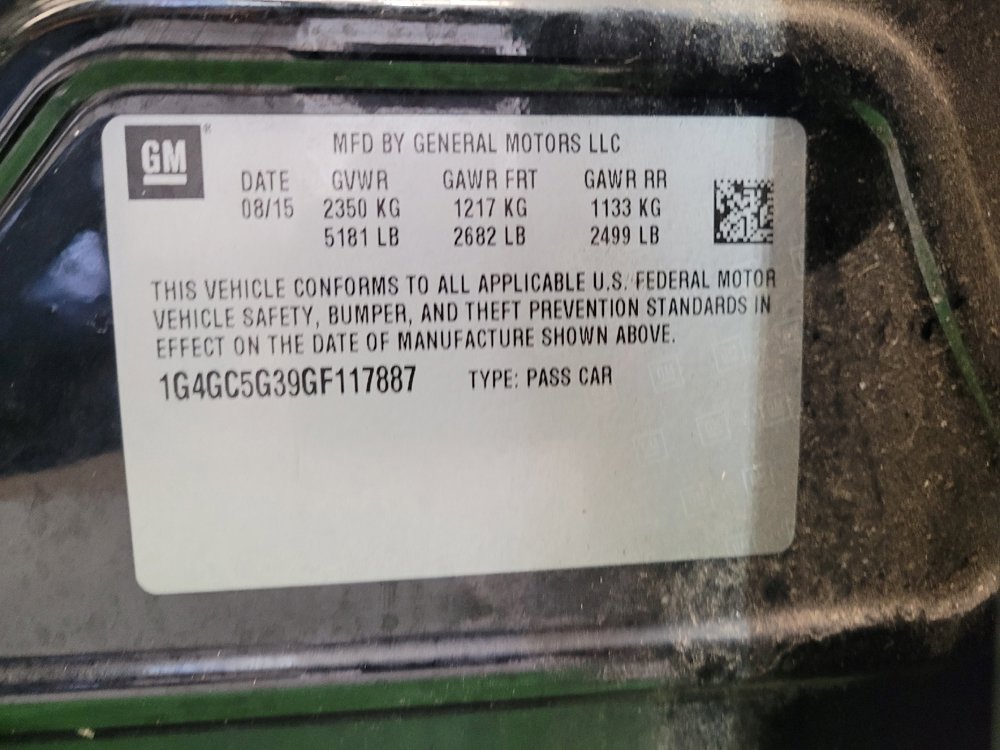 GM®
MFD BY GENERAL MOTORS LLC
DATE GVWR GAWR FRT GAWR RR
08/15 2350 KG 1217 KG 1133 KG
5181 LB 2682 LB 2499 LB
THIS VEHICLE CONFORMS TO ALL APPLICABLE U.S. FEDERAL MOTOR
VEHICLE SAFETY, BUMPER, AND THEFT PREVENTION STANDARDS IN
EFFECT ON THE DATE OF MANUFACTURE SHOWN ABOVE.
1G4GC5G39GF117887 TYPE: PASS CAR